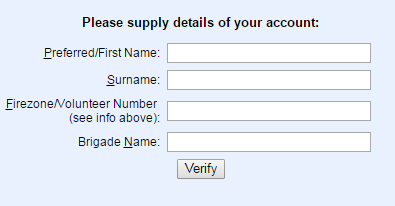 Please supply details of your account:
Preferred/First Name:
Surname:
Firezone/Volunteer Number
(see info above):
Brigade Name:
Verify